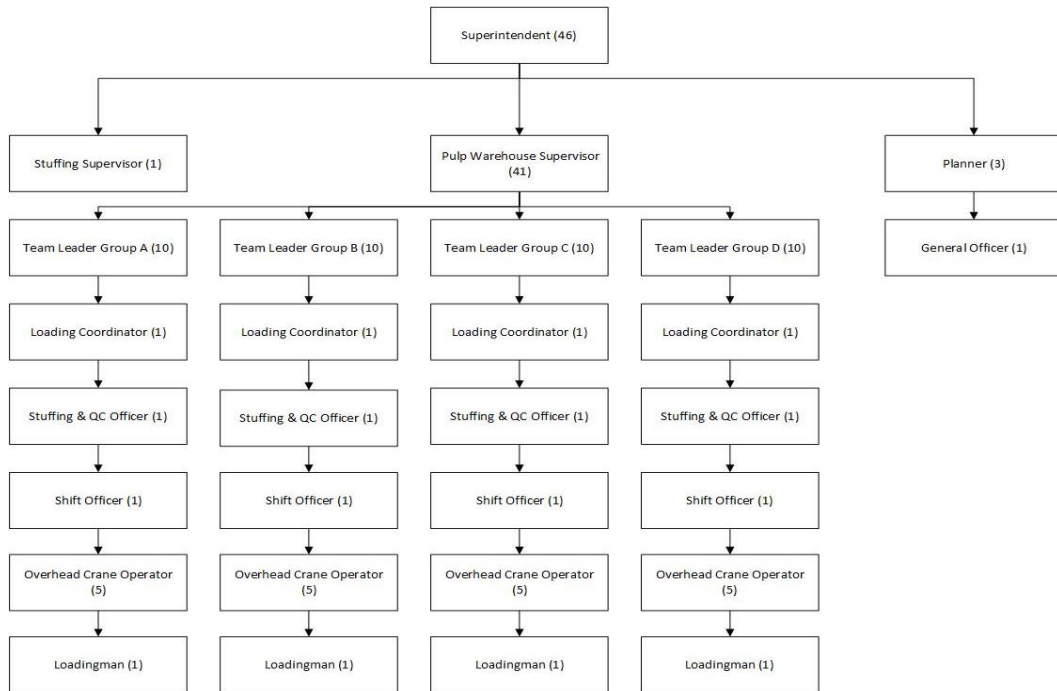 Superintendent (46)
Stuffing Supervisor (1)
Pulp Warehouse Supervisor
(41)
Planner (3)
Team Leader Group A (10)
Team Leader Group B (10)
Team Leader Group C (10)
Team Leader Group D (10)
General Officer (1)
Loading Coordinator (1)
Loading Coordinator (1)
Loading Coordinator (1)
Loading Coordinator (1)
Stuffing & QC Officer (1)
Stuffing & QC Officer (1)
Stuffing & QC Officer (1)
Stuffing & QC Officer (1)
Shift Officer (1)
Shift Officer (1)
Shift Officer (1)
Shift Officer (1)
Overhead Crane Operator
(5)
Overhead Crane Operator
(5)
Overhead Crane Operator
(5)
Overhead Crane Operator
(5)
Loadingman (1)
Loadingman (1)
Loadingman (1)
Loadingman (1)